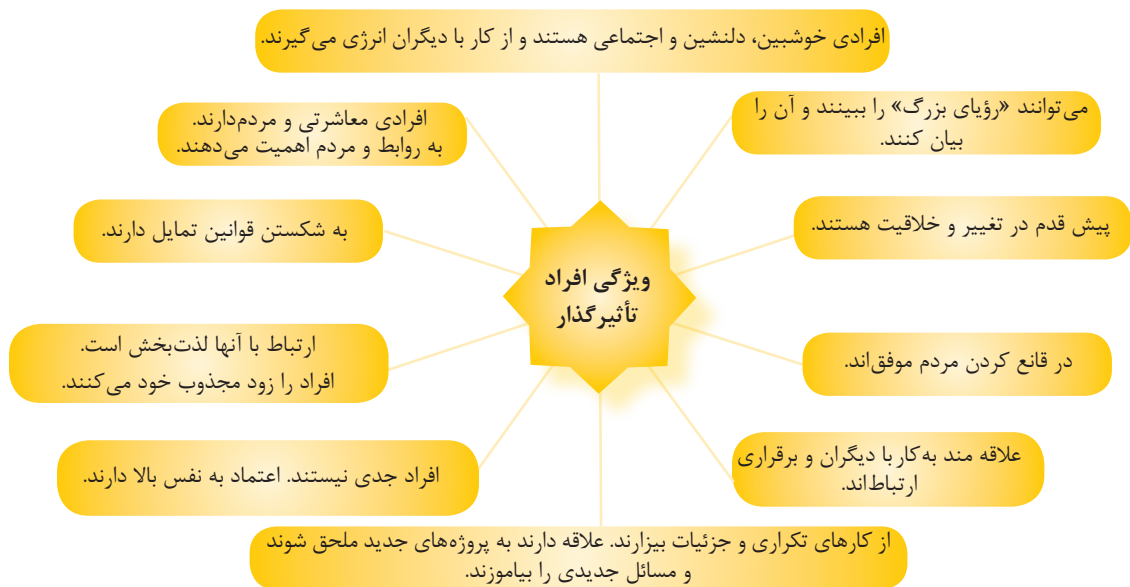 افرادی خوشبین، دلنشین و اجتماعی هستند و از کار با دیگران انرژی می‌گیرند.
می‌توانند «رؤیای بزرگ» را ببینند و آن را
بیان کنند.
افرادی معاشرتی و مردم‌دارند.
به روابط و مردم اهمیت می‌دهند.
پیش قدم در تغییر و خلاقیت هستند.
به شکستن قوانین تمایل دارند.
ویژگی افراد
تأثیرگذار
در قانع کردن مردم موفق‌اند.
ارتباط با آنها لذت‌بخش است.
افراد را زود مجذوب خود می‌کنند.
علاقه مند به‌کار با دیگران و برقراری
ارتباط‌اند.
افراد جدی نیستند. اعتماد به نفس بالا دارند.
از کارهای تکراری و جزئیات بیزارند. علاقه دارند به پروژه‌های جدید ملحق شوند
و مسائل جدیدی را بیاموزند.